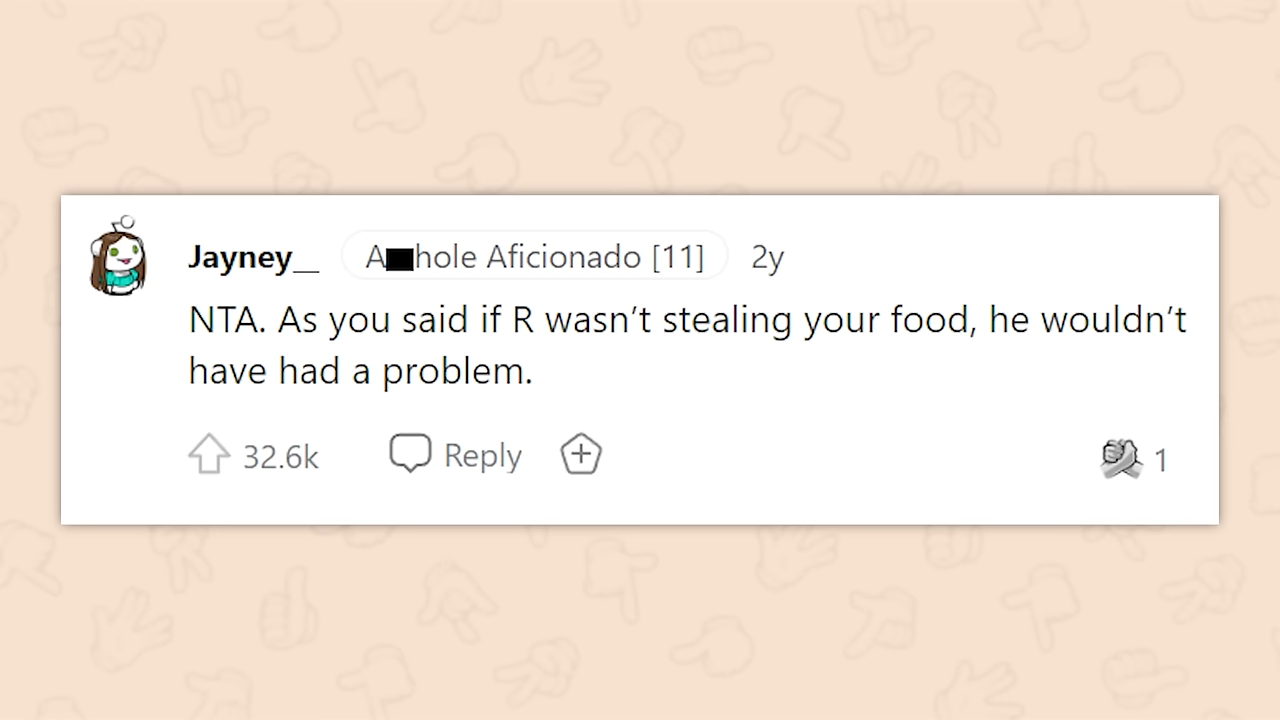 Jayney__ A■hole Aficionado [11] 2y
NTA. As you said if R wasn’t stealing your food, he wouldn’t
have had a problem.
32.6k Reply 1